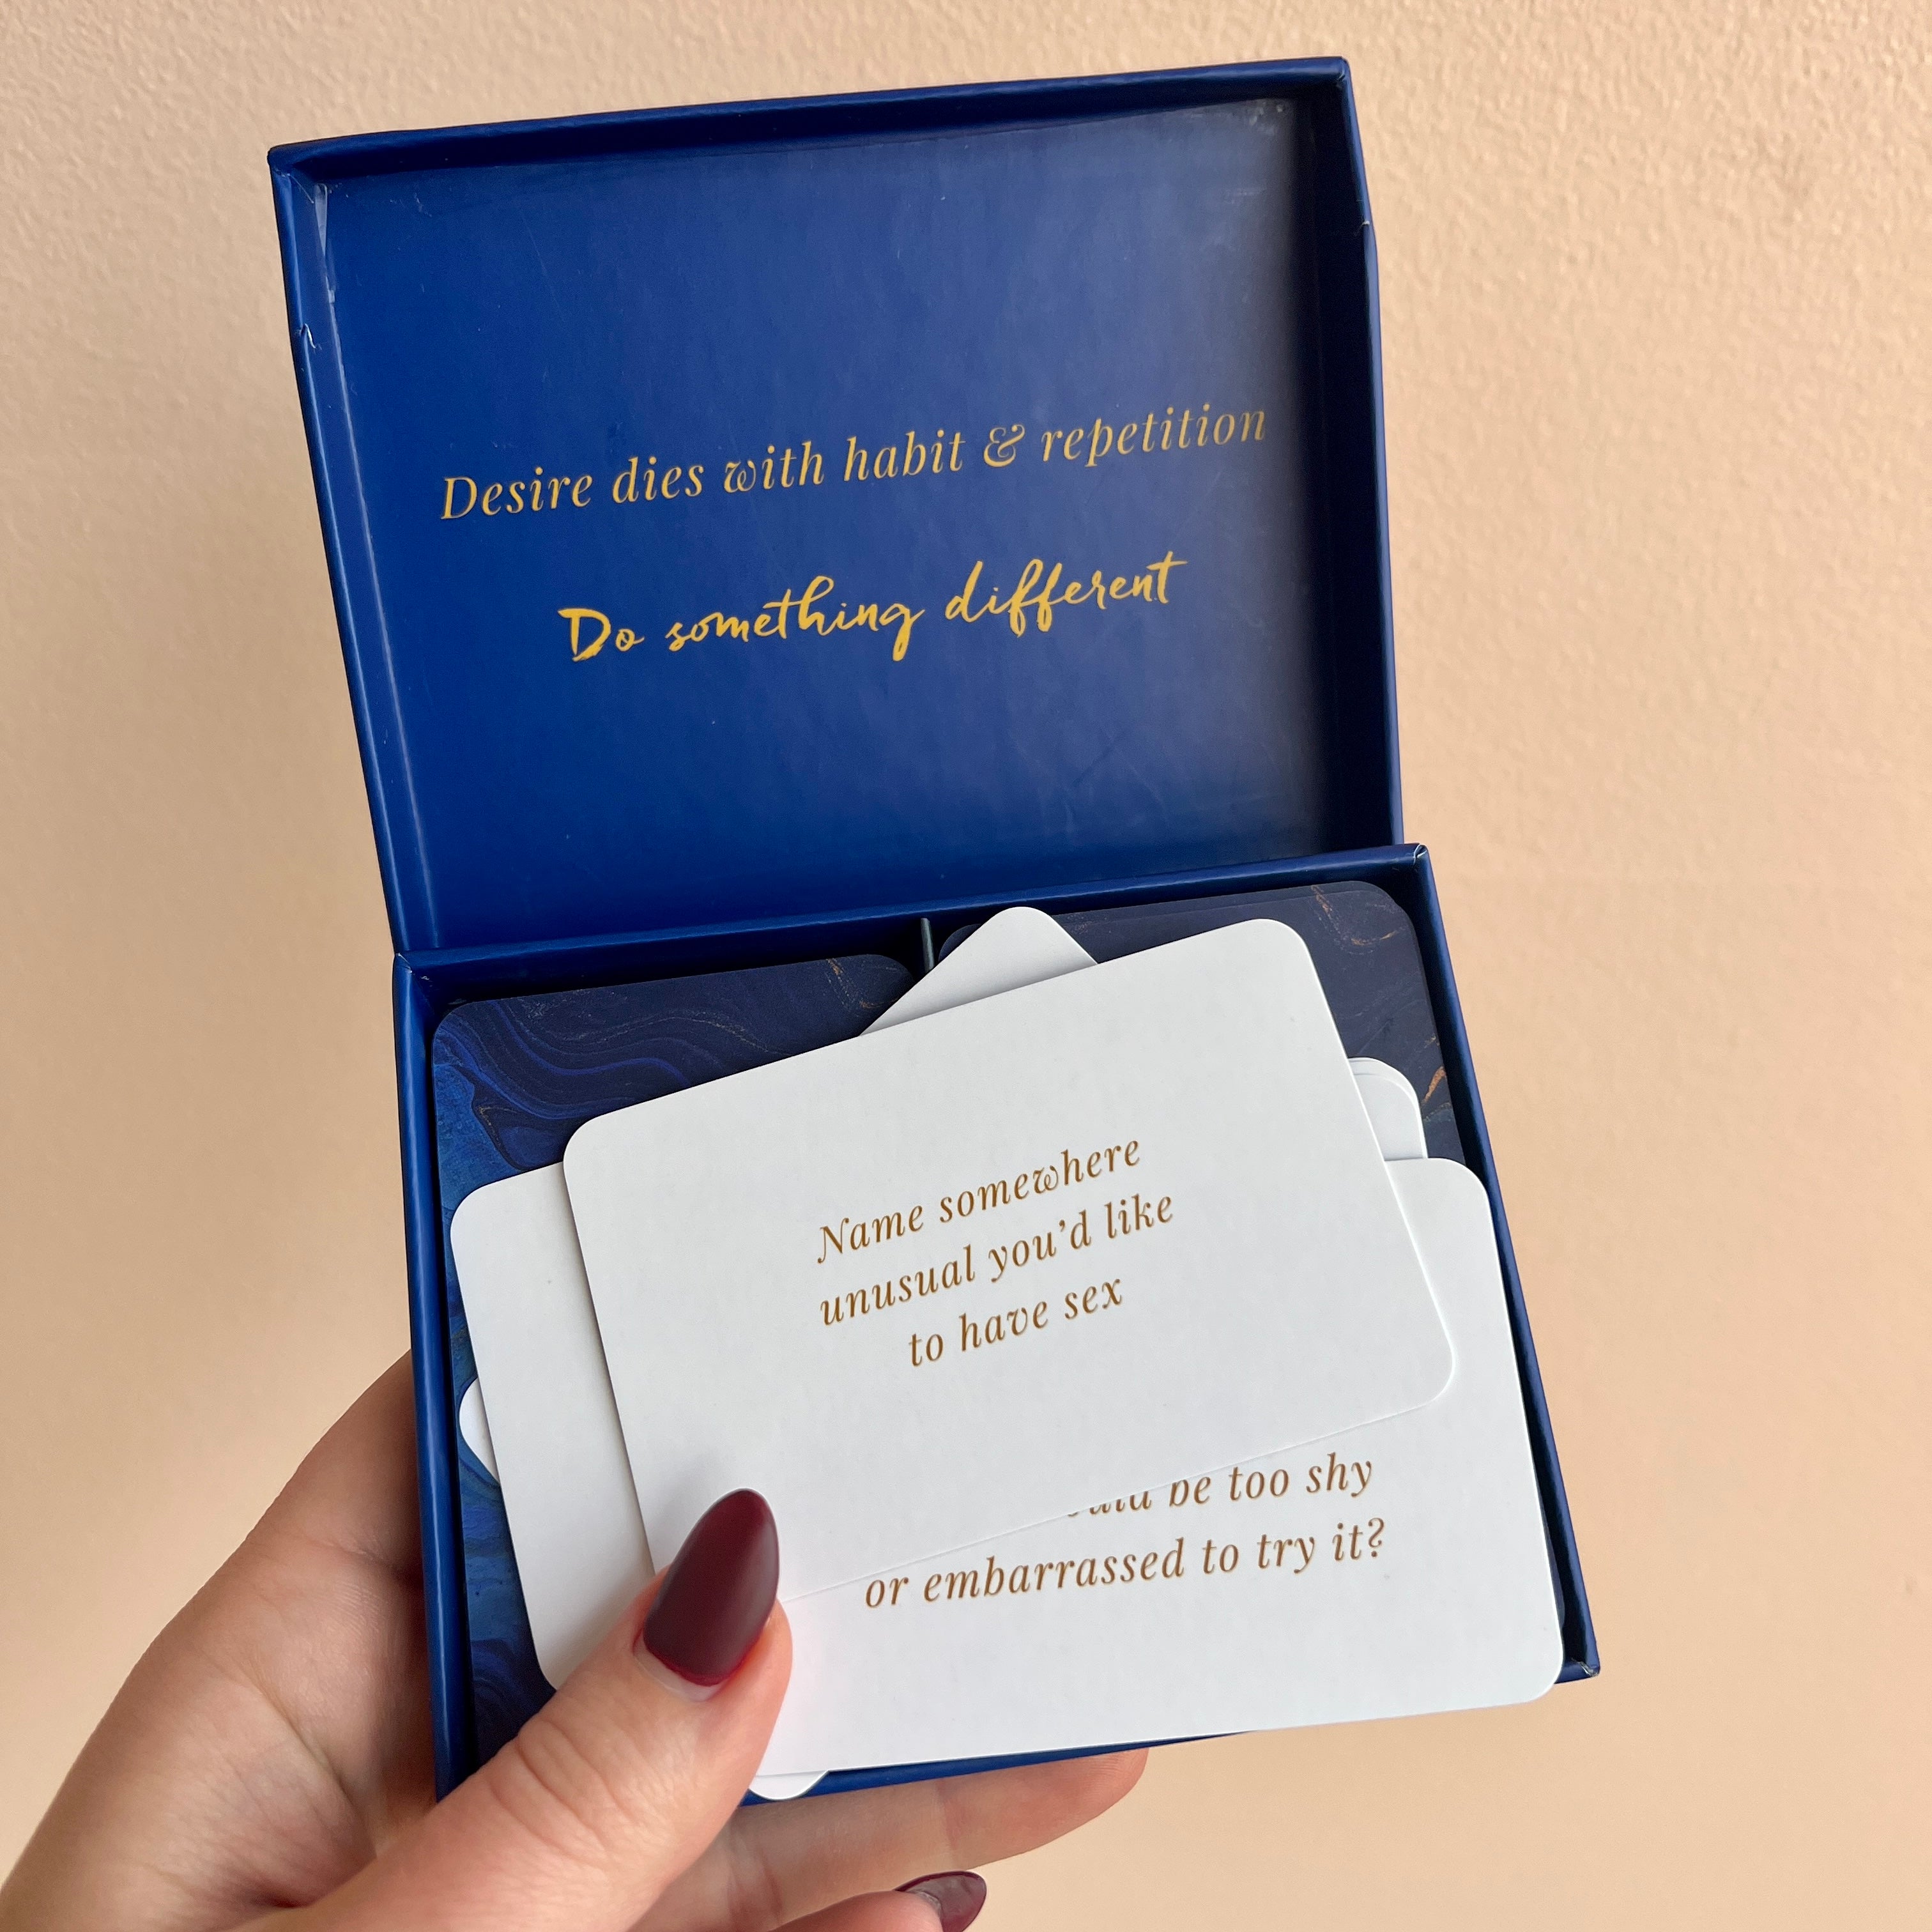 Desire dies with habit & repetition
Do something different
Name somewhere
unusual you'd like
to have sex
be too shy
or embarrassed to try it?